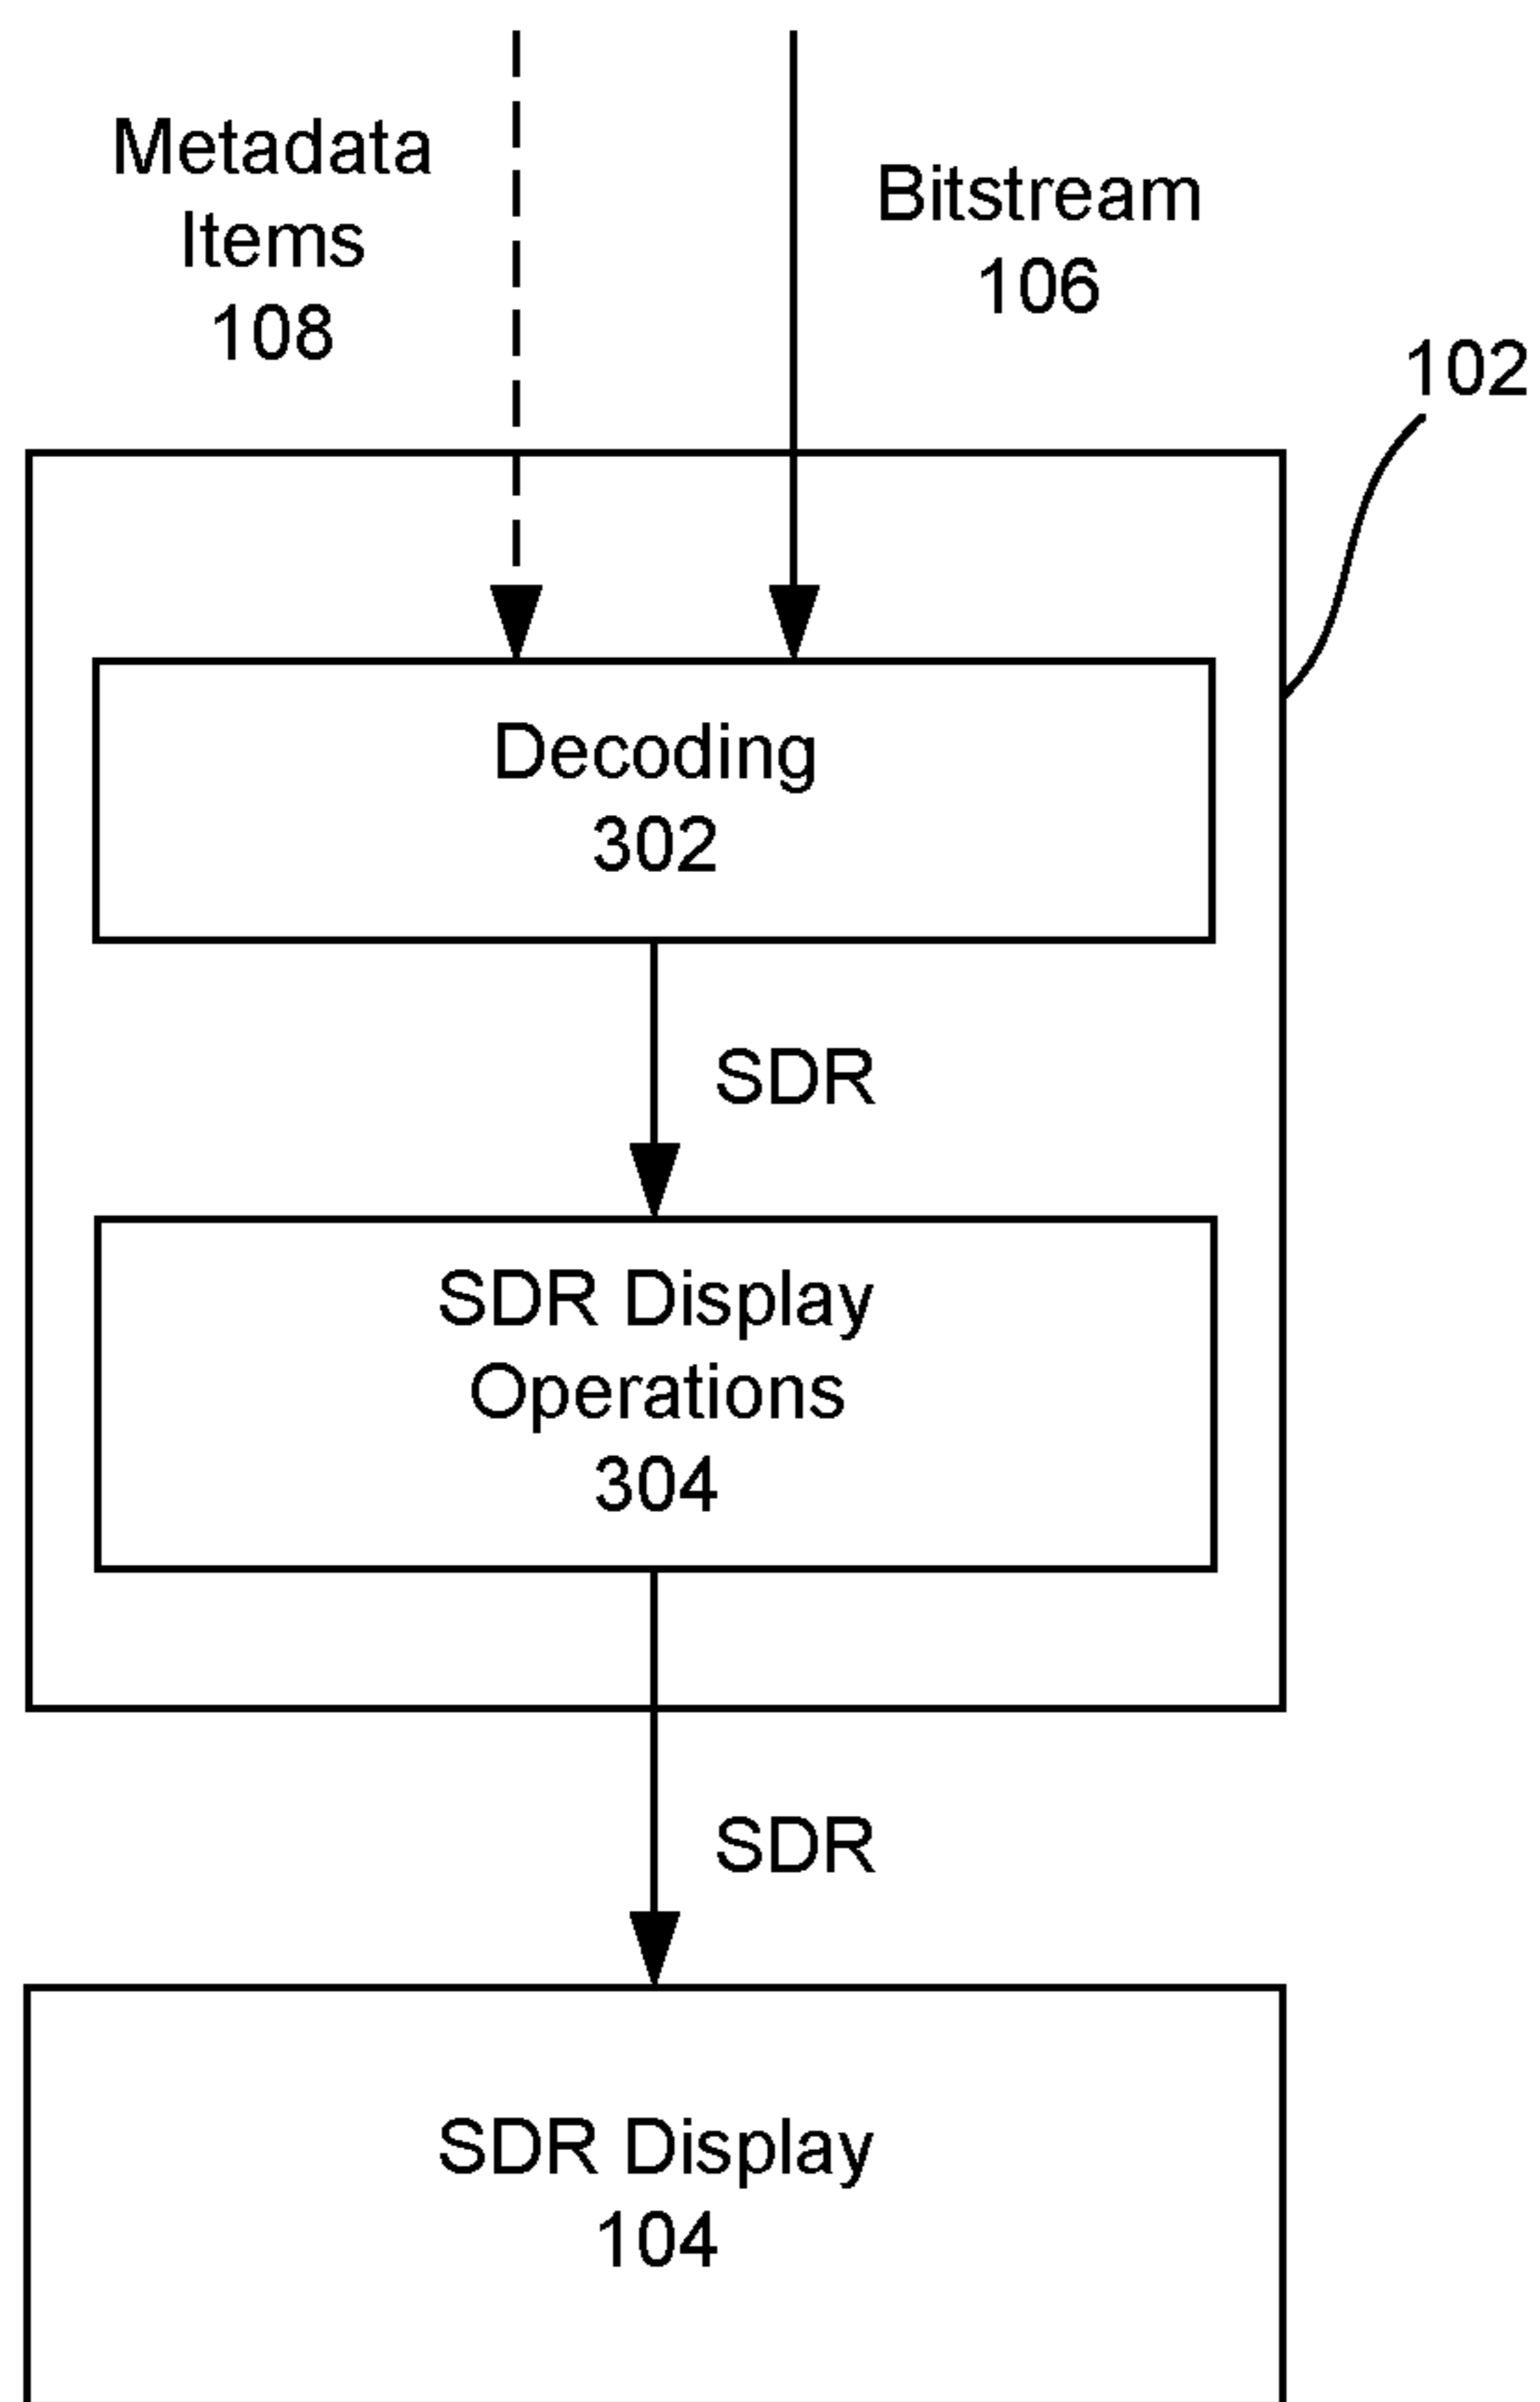 Metadata
Items
108
Bitstream
106
102
Decoding
302
SDR
SDR Display
Operations
304
SDR
SDR Display
104